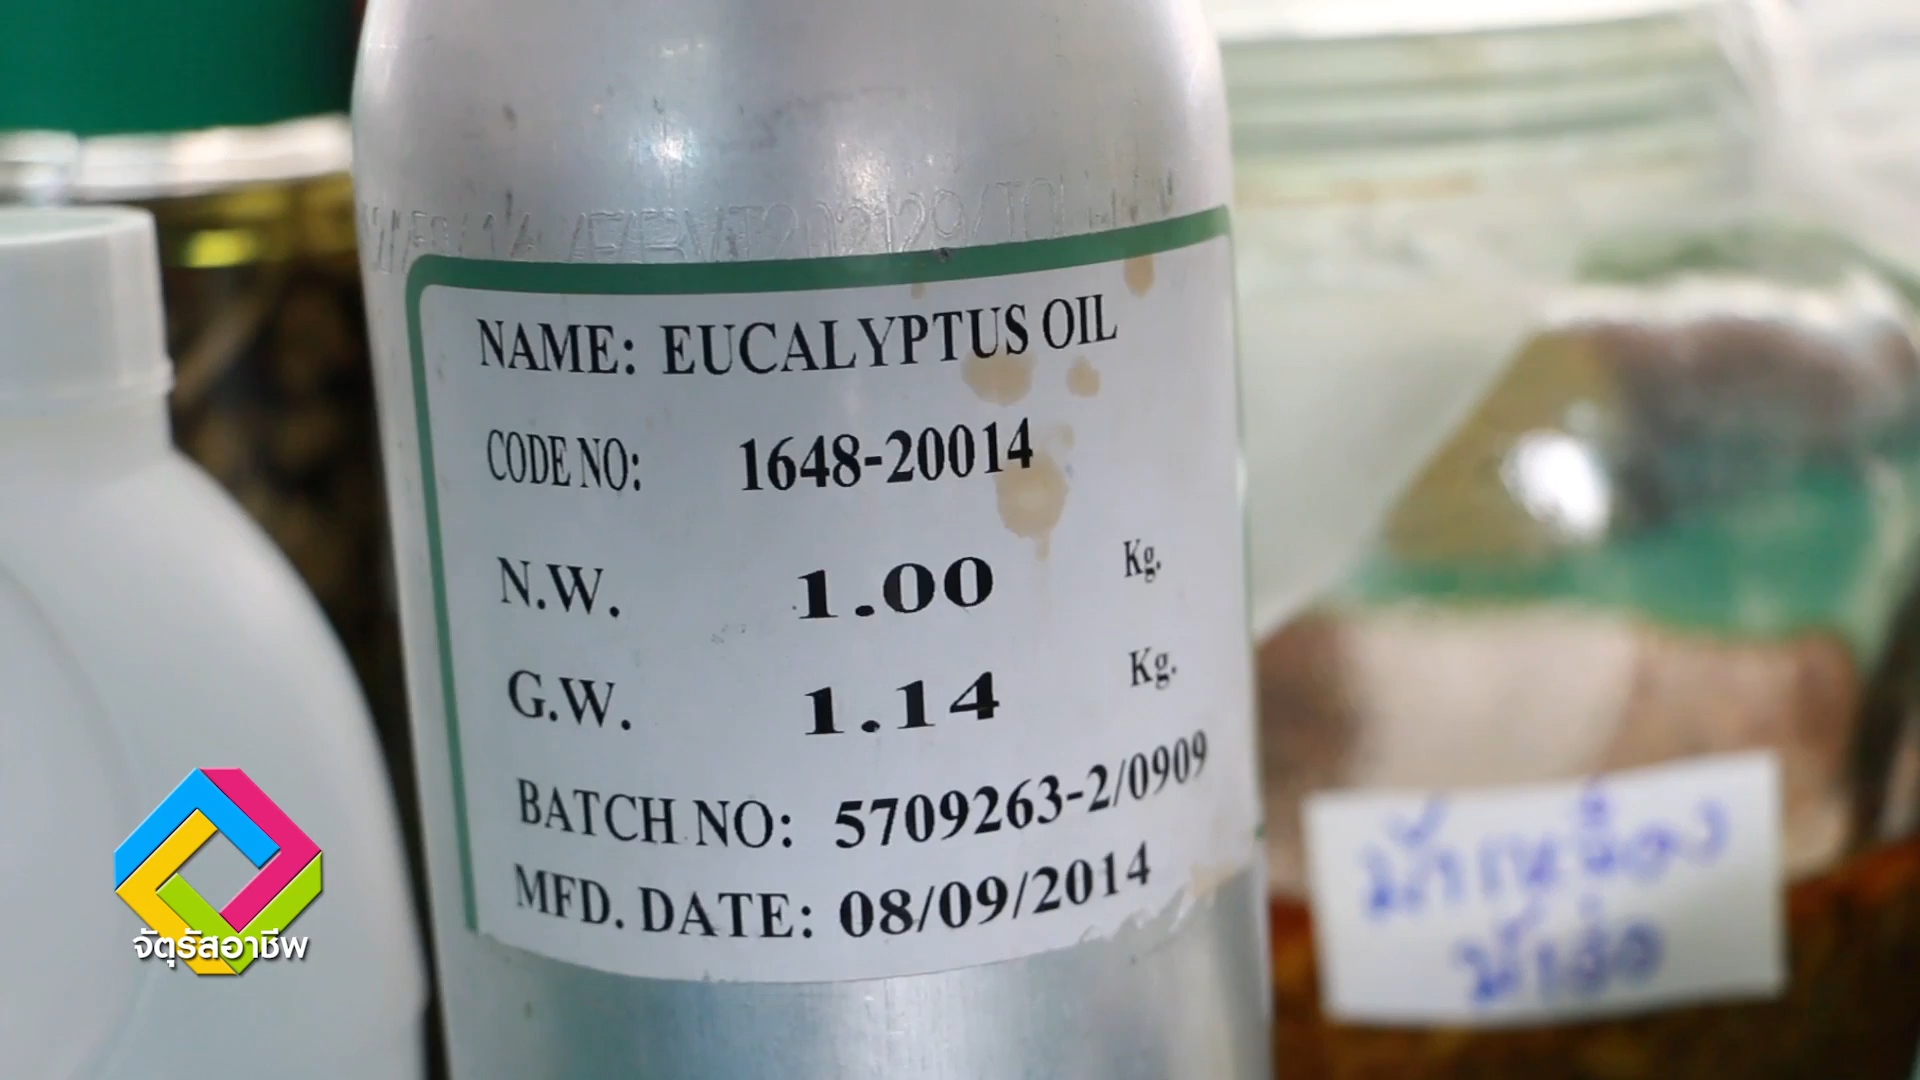 NAME: EUCALYPTUS OIL
CODE NO: 1648-20014
N.W. 1.00 Kg.
G.W. 1.14 Kg.
BATCH NO: 5709263-2/0909
MFD. DATE: 08/09/2014
จัตุรัสอาชีพ